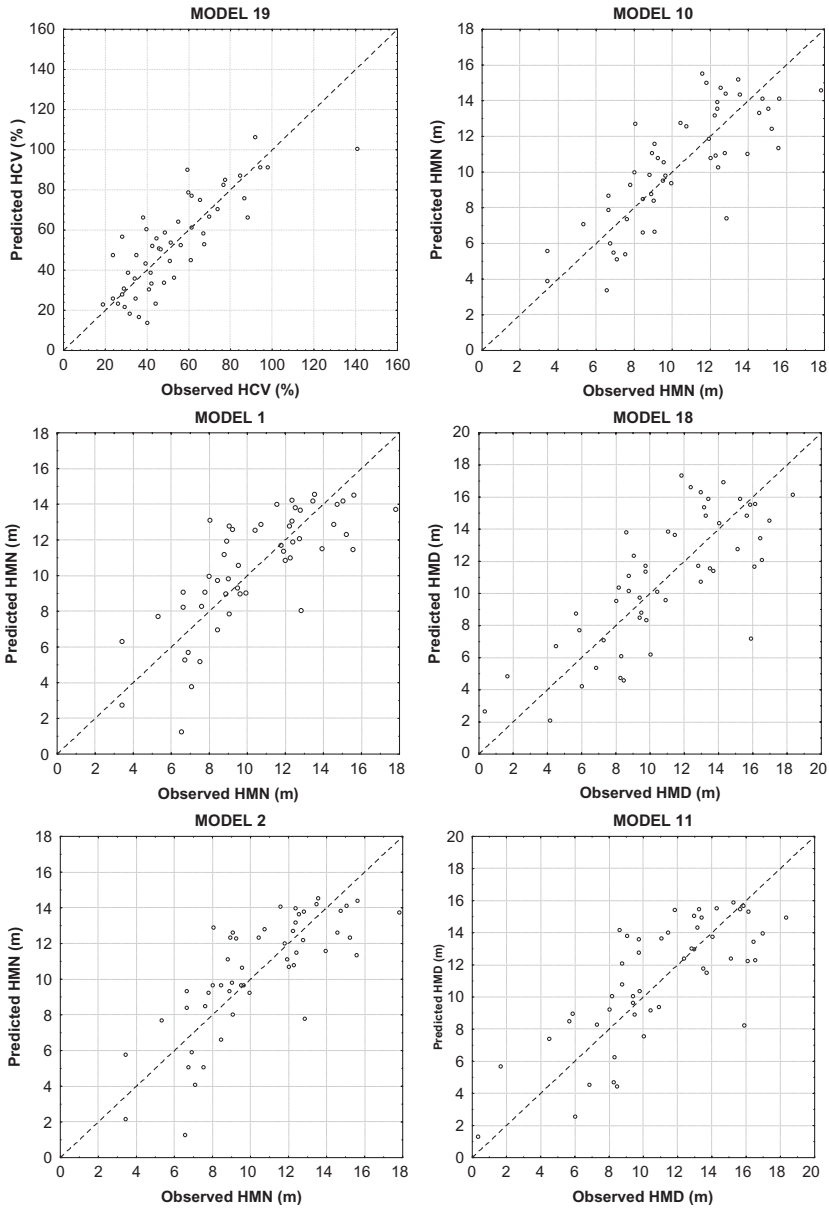 MODEL 19
160
140
120
100
80
60
40
20
0
Predicted HCV (%)
0 20 40 60 80 100 120 140 160
Observed HCV (%)
MODEL 10
18
16
14
12
10
8
6
4
2
0
Predicted HMN (m)
0 2 4 6 8 10 12 14 16 18
Observed HMN (m)
MODEL 1
18
16
14
12
10
8
6
4
2
0
Predicted HMN (m)
0 2 4 6 8 10 12 14 16 18
Observed HMN (m)
MODEL 18
20
18
16
14
12
10
8
6
4
2
0
Predicted HMD (m)
0 2 4 6 8 10 12 14 16 18 20
Observed HMD (m)
MODEL 2
18
16
14
12
10
8
6
4
2
0
Predicted HMN (m)
0 2 4 6 8 10 12 14 16 18
Observed HMN (m)
MODEL 11
20
18
16
14
12
10
8
6
4
2
0
Predicted HMD (m)
0 2 4 6 8 10 12 14 16 18 20
Observed HMD (m)